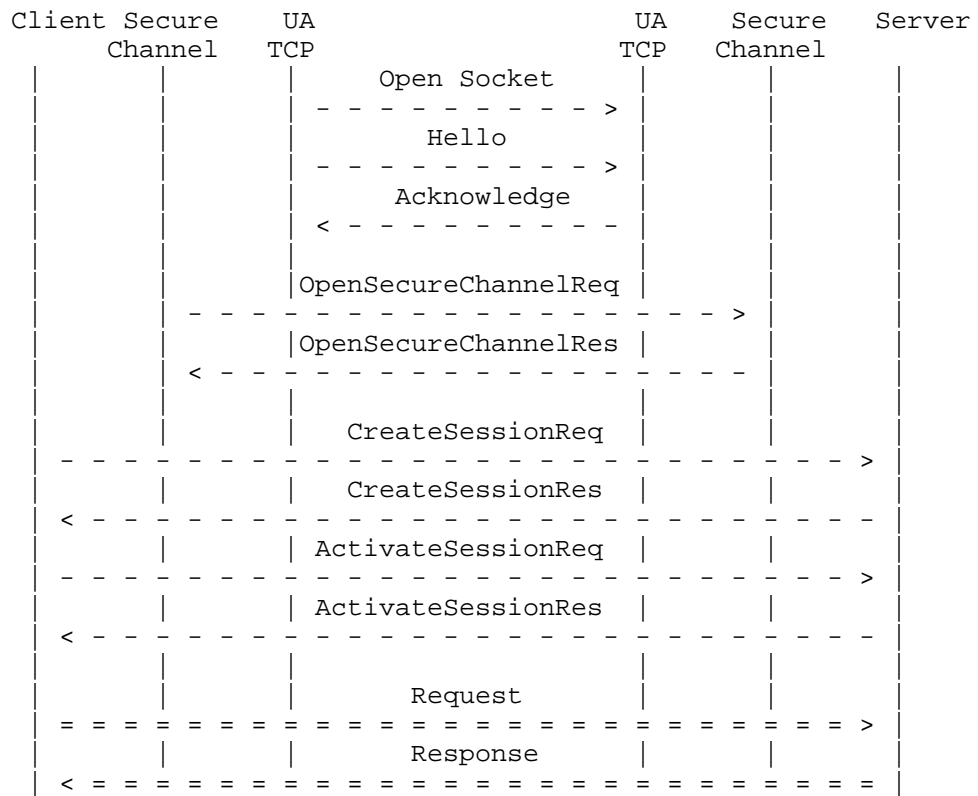 Client Secure UA UA Secure Server
Channel TCP TCP Channel
Open Socket
Hello
Acknowledge
OpenSecureChannelReq
OpenSecureChannelRes
CreateSessionReq
CreateSessionRes
ActivateSessionReq
ActivateSessionRes
Request
Response